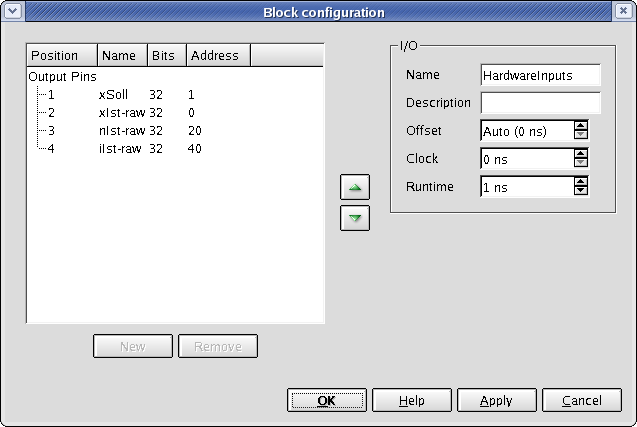 Block configuration
Position Name Bits Address
Output Pins
1 xSoll 32 1
2 xIst-raw 32 0
3 nIst-raw 32 20
4 iIst-raw 32 40
New Remove
I/O
Name HardwareInputs
Description
Offset Auto (0 ns)
Clock 0 ns
Runtime 1 ns
OK Help Apply Cancel